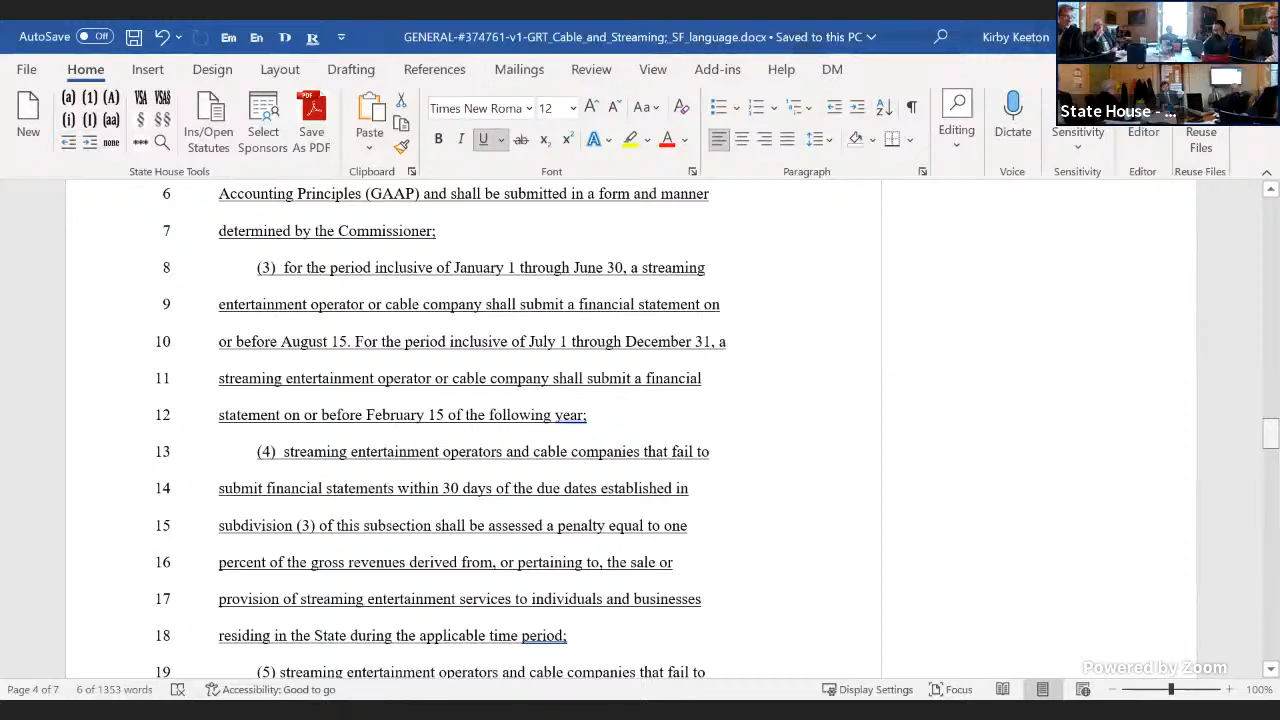 AutoSave Off
Em En D R
GENERAL-#374761-v1-GRT_Cable_and_Streaming;_SF_language.docx • Saved to this PC
Kirby Keeton
State House - ...
File Home Insert Design Layout Drafting References Mailings Review View Add-ins Help DM
New
(a) (1) (A)
(i) (I) (aa)
none
VSA VSA$
$ $$
***
Ins/Open Statutes
Select Sponsors
Save As PDF
Paste
Times New Roma 12
Editing
Dictate
Sensitivity
Editor
Reuse Files
State House Tools Clipboard Font Paragraph Voice Sensitivity Editor Reuse Files
6 Accounting Principles (GAAP) and shall be submitted in a form and manner
7 determined by the Commissioner;
8 (3) for the period inclusive of January 1 through June 30, a streaming
9 entertainment operator or cable company shall submit a financial statement on
10 or before August 15. For the period inclusive of July 1 through December 31, a
11 streaming entertainment operator or cable company shall submit a financial
12 statement on or before February 15 of the following year;
13 (4) streaming entertainment operators and cable companies that fail to
14 submit financial statements within 30 days of the due dates established in
15 subdivision (3) of this subsection shall be assessed a penalty equal to one
16 percent of the gross revenues derived from, or pertaining to, the sale or
17 provision of streaming entertainment services to individuals and businesses
18 residing in the State during the applicable time period;
19 (5) streaming entertainment operators and cable companies that fail to
Powered by Zoom
Page 4 of 7 6 of 1353 words Accessibility: Good to go Display Settings Focus 100%